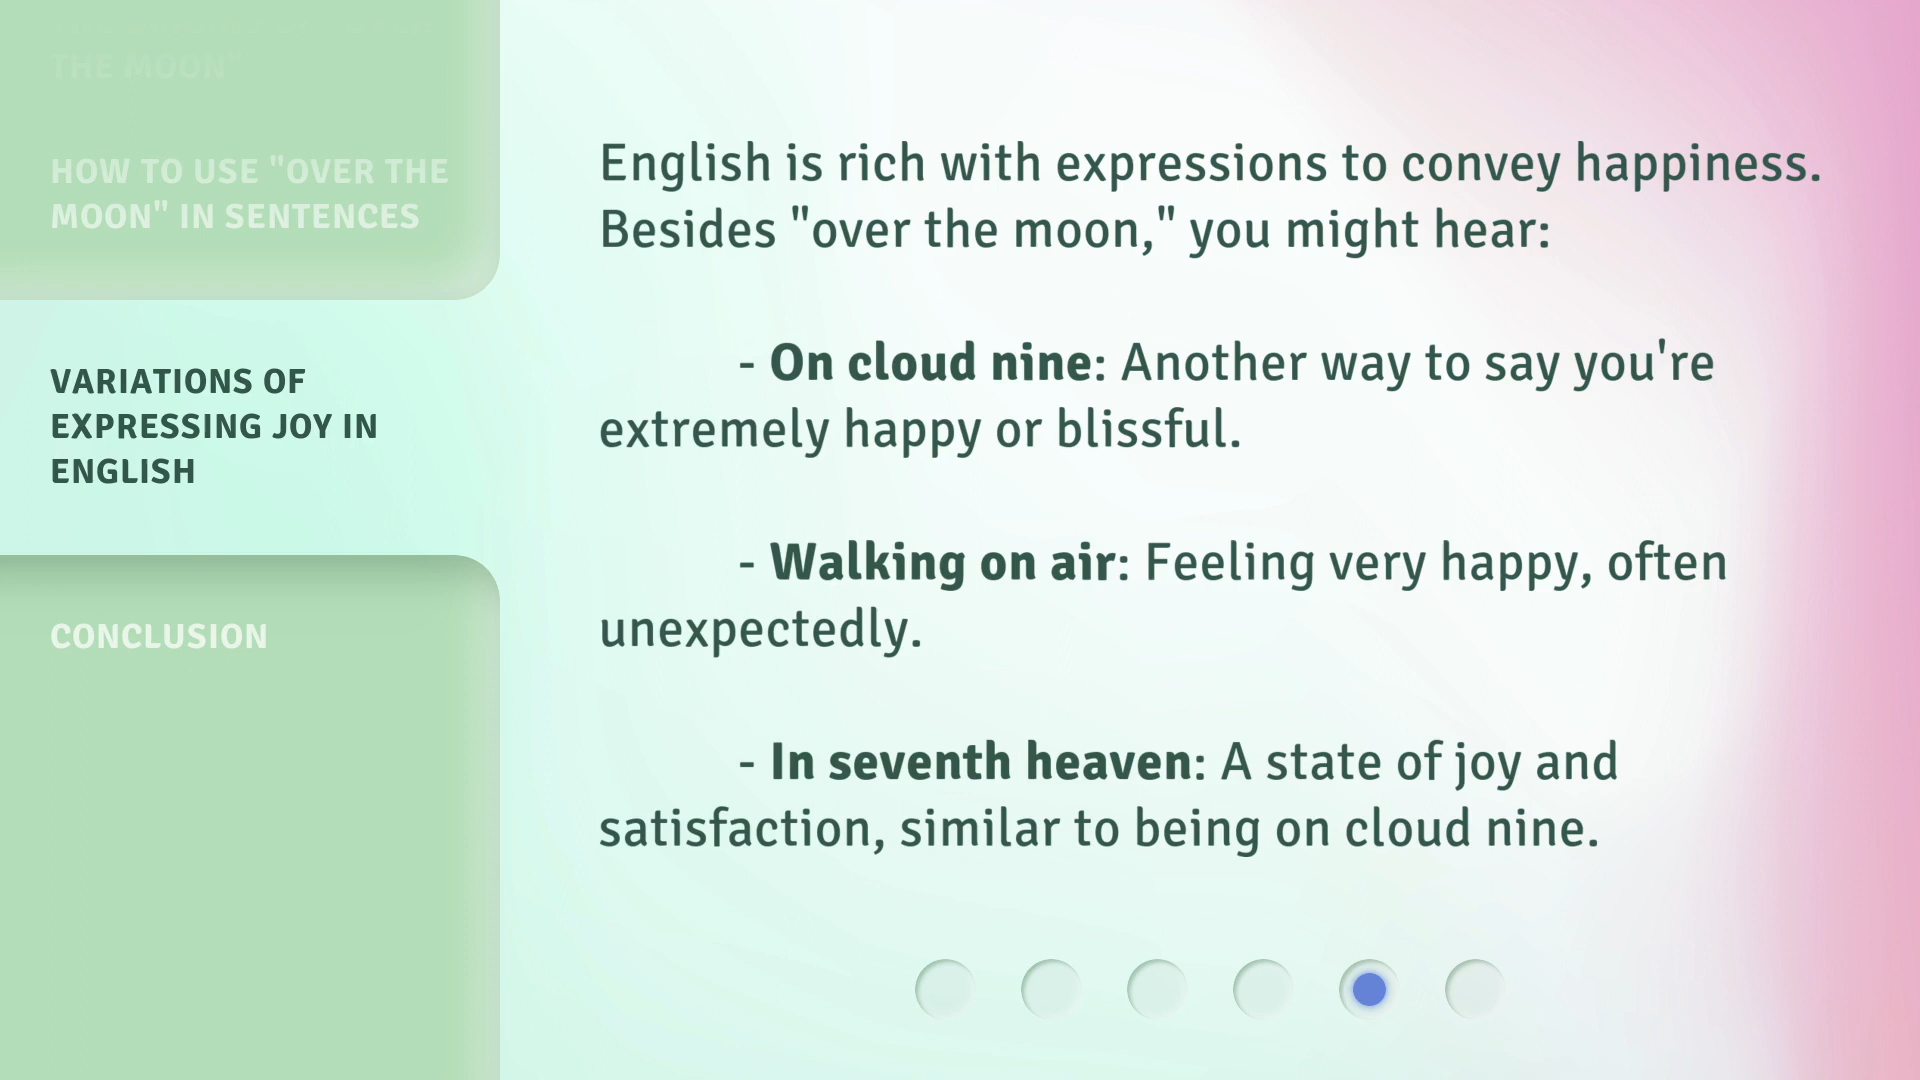 THE MOON"
HOW TO USE "OVER THE
MOON" IN SENTENCES
VARIATIONS OF
EXPRESSING JOY IN
ENGLISH
CONCLUSION
English is rich with expressions to convey happiness.
Besides "over the moon," you might hear:
- On cloud nine: Another way to say you're
extremely happy or blissful.
- Walking on air: Feeling very happy, often
unexpectedly.
- In seventh heaven: A state of joy and
satisfaction, similar to being on cloud nine.